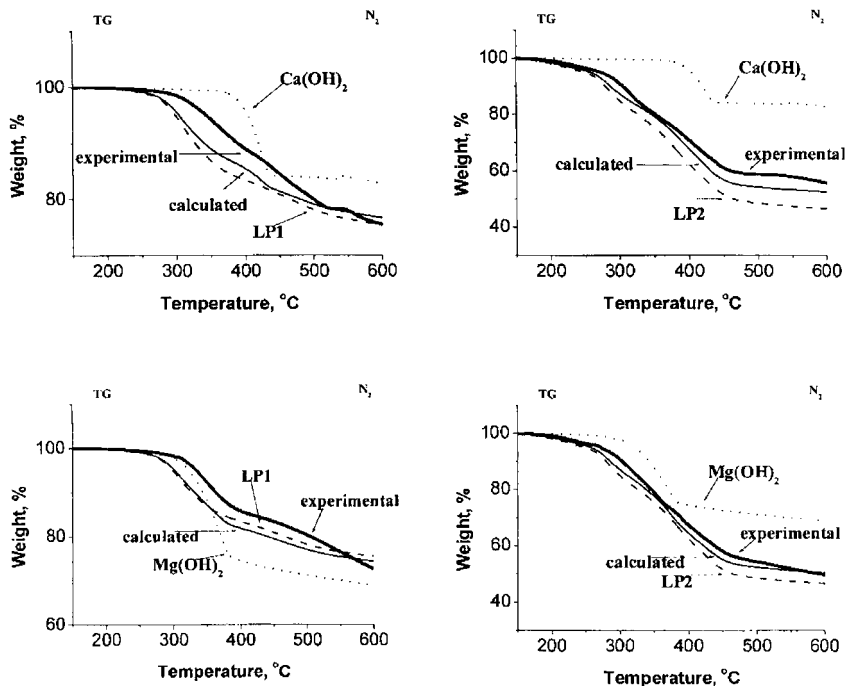 TG N₂
Weight, %
100
80
200 300 400 500 600
Temperature, °C
Ca(OH)₂
experimental
calculated
LP1
TG N₂
Weight, %
100
80
60
40
200 300 400 500 600
Temperature, °C
Ca(OH)₂
calculated
experimental
LP2
TG N₂
Weight, %
100
80
60
200 300 400 500 600
Temperature, °C
LP1
experimental
calculated
Mg(OH)₂
TG N₂
Weight, %
100
80
60
40
200 300 400 500 600
Temperature, °C
Mg(OH)₂
experimental
calculated
LP2